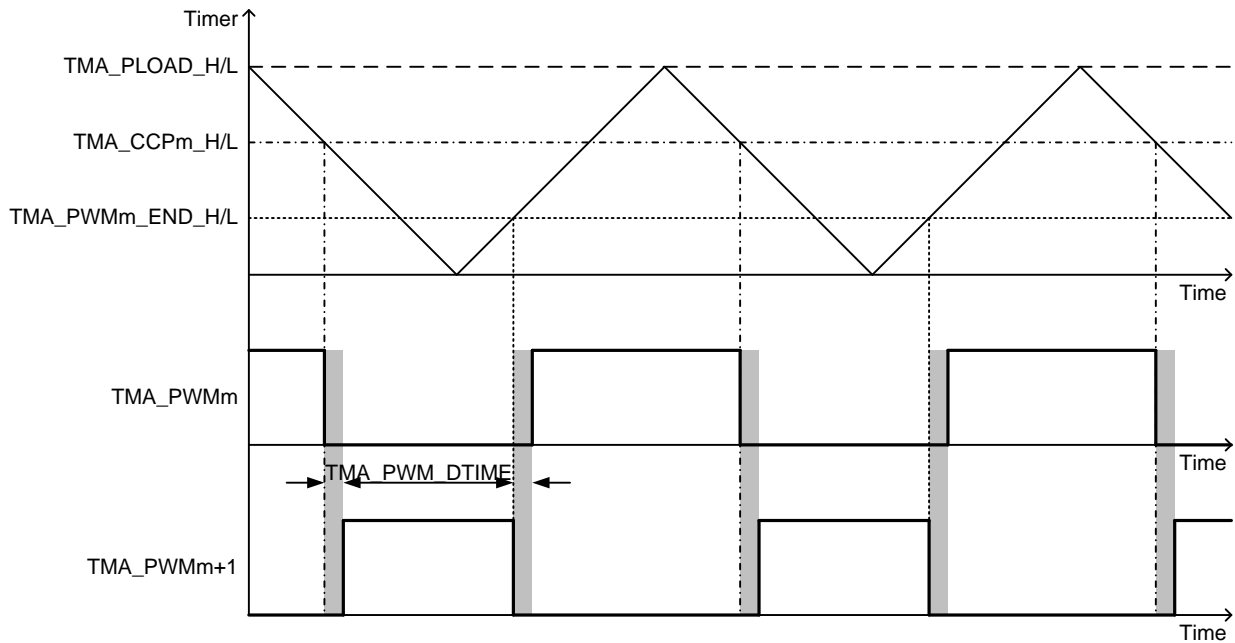 Timer
TMA_PLOAD_H/L
TMA_CCPm_H/L
TMA_PWMm_END_H/L
Time
TMA_PWMm
Time
TMA_PWM_DTIME
TMA_PWMm+1
Time